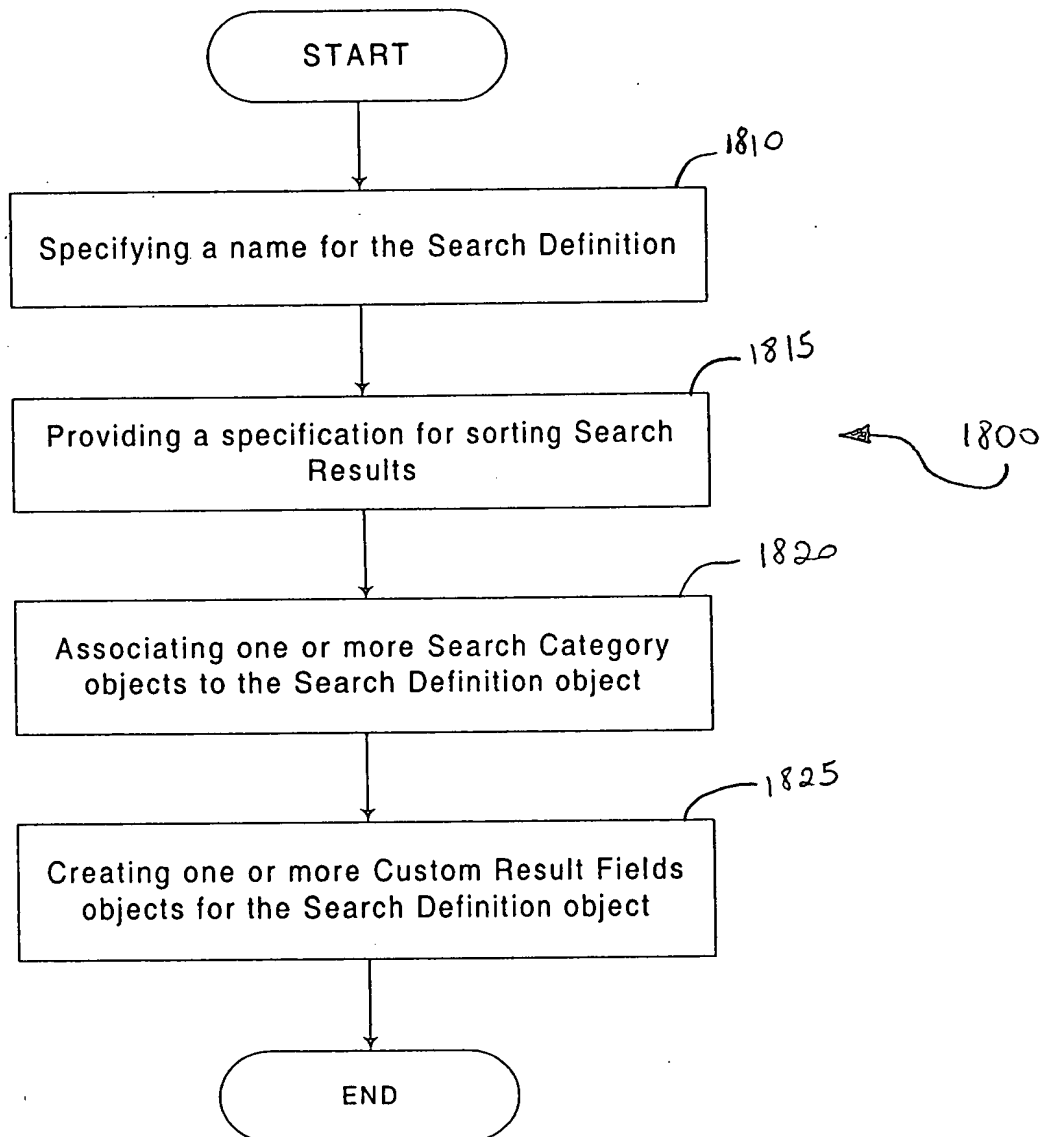 START
1810
Specifying a name for the Search Definition
1815
Providing a specification for sorting Search
Results
1800
1820
Associating one or more Search Category
objects to the Search Definition object
1825
Creating one or more Custom Result Fields
objects for the Search Definition object
END